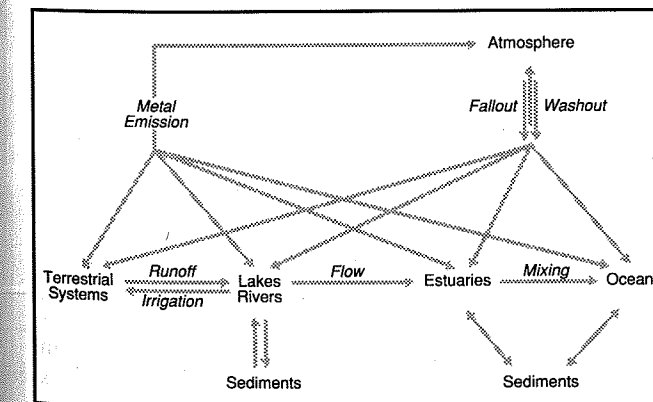 Atmosphere
Metal
Emission
Fallout Washout
Terrestrial
Systems
Runoff
Irrigation
Lakes
Rivers
Flow
Estuaries
Mixing
Ocean
Sediments
Sediments